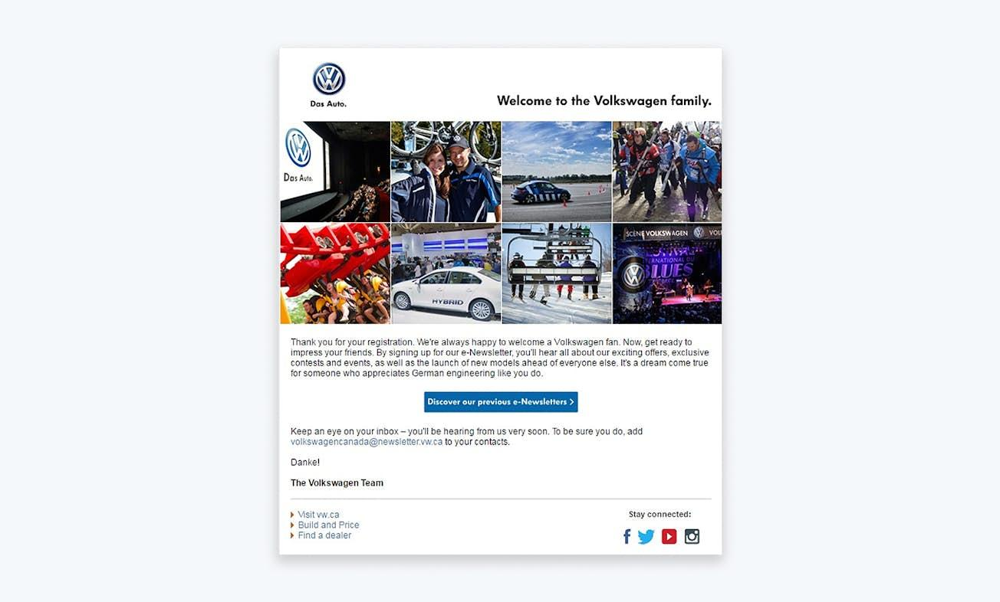 Das Auto.
Welcome to the Volkswagen family.
Das Auto.
HYBRID
SCÈNE VOLKSWAGEN
VOL
FESTIVAL
INTERNATIONAL DU
BLUES
Thank you for your registration. We're always happy to welcome a Volkswagen fan. Now, get ready to
impress your friends. By signing up for our e-Newsletter, you'll hear all about our exciting offers, exclusive
contests and events, as well as the launch of new models ahead of everyone else. It's a dream come true
for someone who appreciates German engineering like you do.
Discover our previous e-Newsletters >
Keep an eye on your inbox – you'll be hearing from us very soon. To be sure you do, add
volkswagencanada@newsletter.vw.ca to your contacts.
Danke!
The Volkswagen Team
Visit vw.ca
Build and Price
Find a dealer
Stay connected: